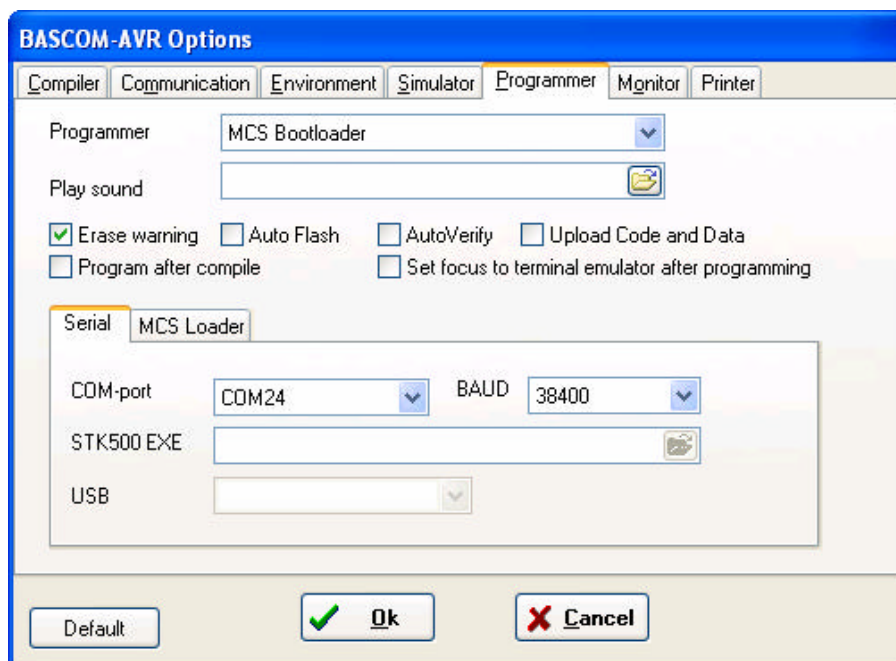 BASCOM-AVR Options
Compiler Communication Environment Simulator Programmer Monitor Printer
Programmer MCS Bootloader
Play sound
Erase warning Auto Flash AutoVerify Upload Code and Data
Program after compile Set focus to terminal emulator after programming
Serial MCS Loader
COM-port COM24 BAUD 38400
STK500 EXE
USB
Default Ok Cancel